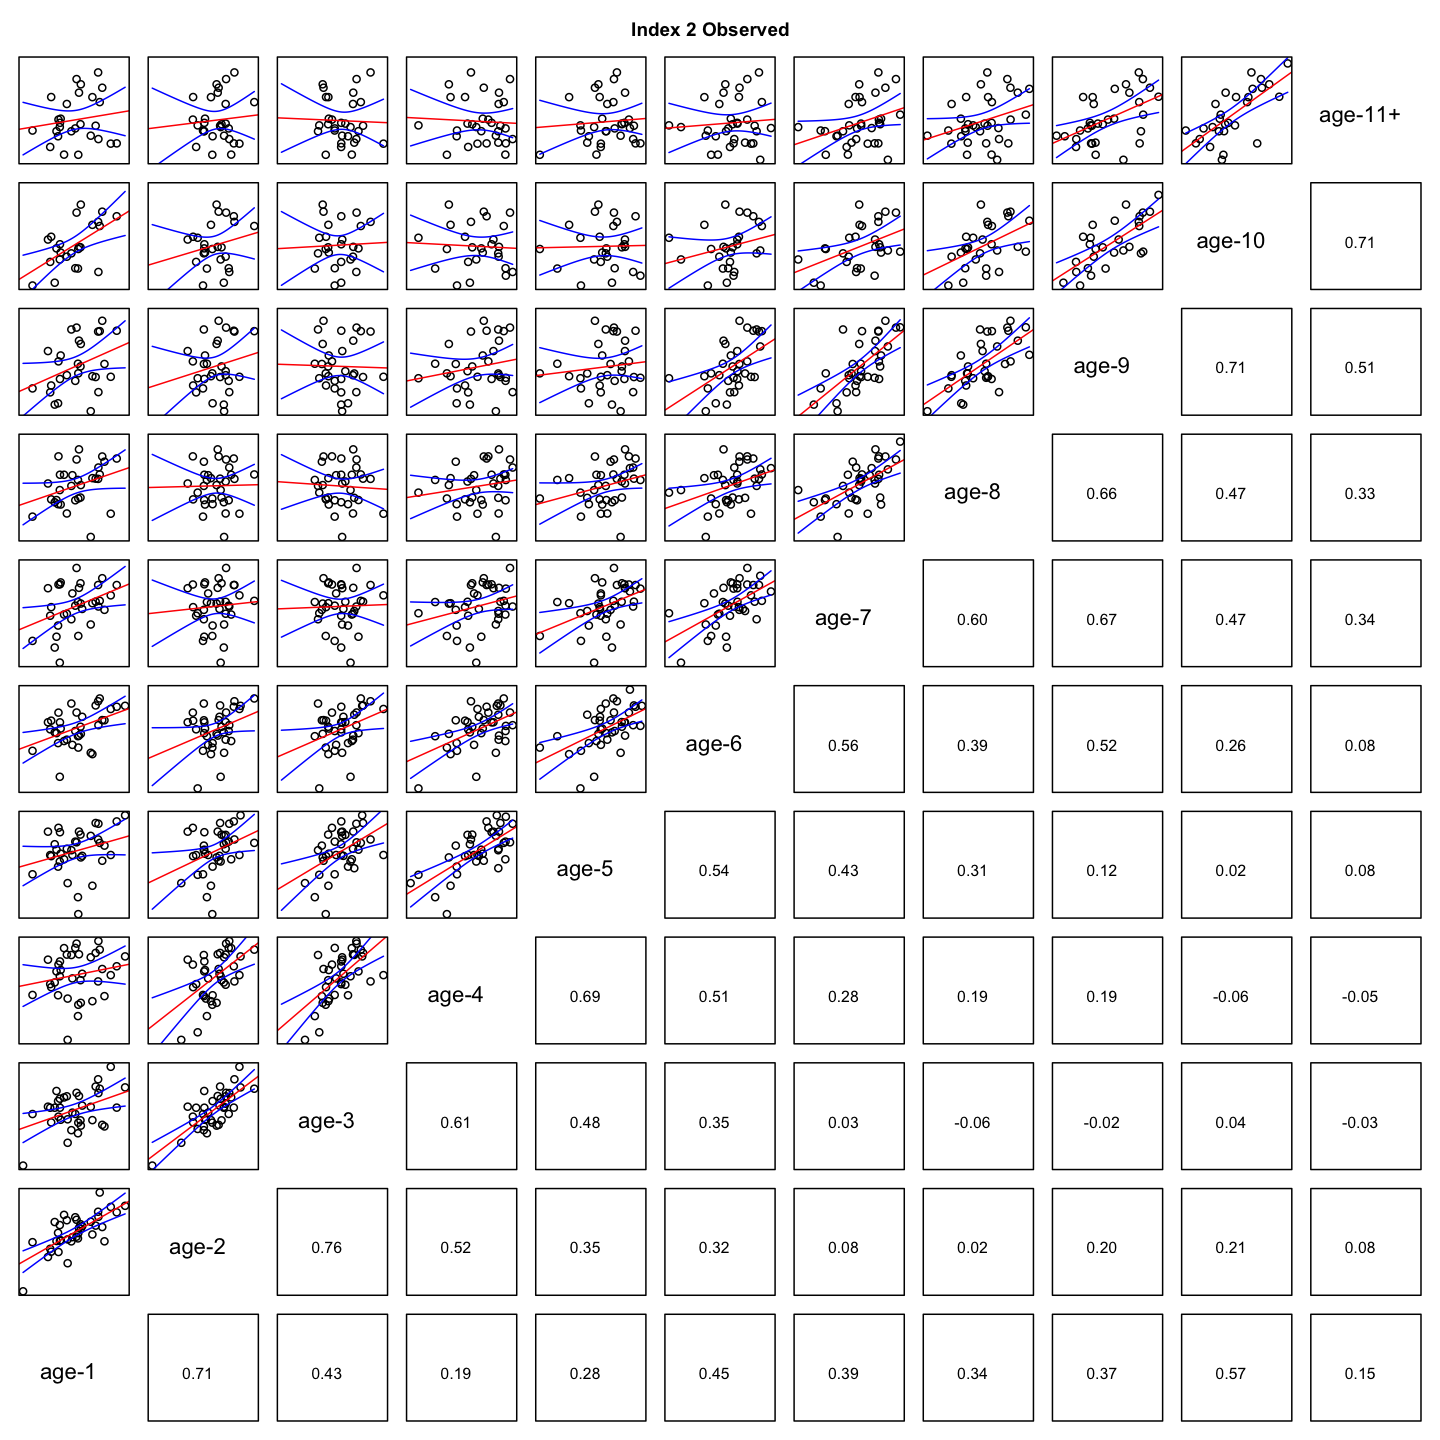 Index 2 Observed
age-11+
age-10 0.71
age-9 0.71 0.51
age-8 0.66 0.47 0.33
age-7 0.60 0.67 0.47 0.34
age-6 0.56 0.39 0.52 0.26 0.08
age-5 0.54 0.43 0.31 0.12 0.02 0.08
age-4 0.69 0.51 0.28 0.19 0.19 -0.06 -0.05
age-3 0.61 0.48 0.35 0.03 -0.06 -0.02 0.04 -0.03
age-2 0.76 0.52 0.35 0.32 0.08 0.02 0.20 0.21 0.08
age-1 0.71 0.43 0.19 0.28 0.45 0.39 0.34 0.37 0.57 0.15